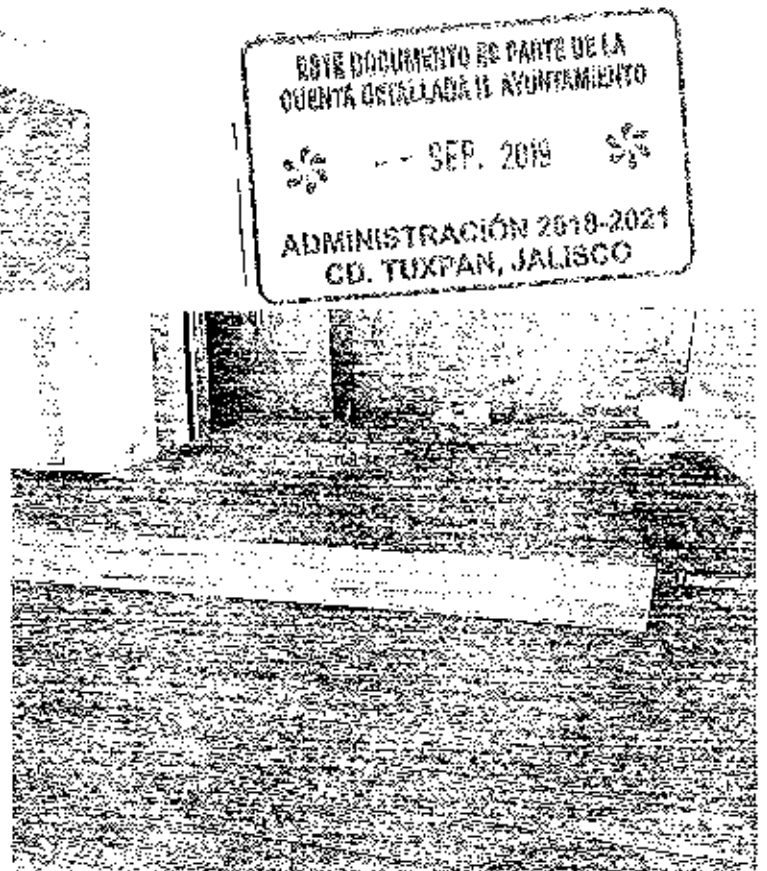 ESTE DOCUMENTO ES PARTE DE LA
CUENTA DETALLADA H. AYUNTAMIENTO
-- SEP. 2019
ADMINISTRACIÓN 2018-2021
CD. TUXPAN, JALISCO